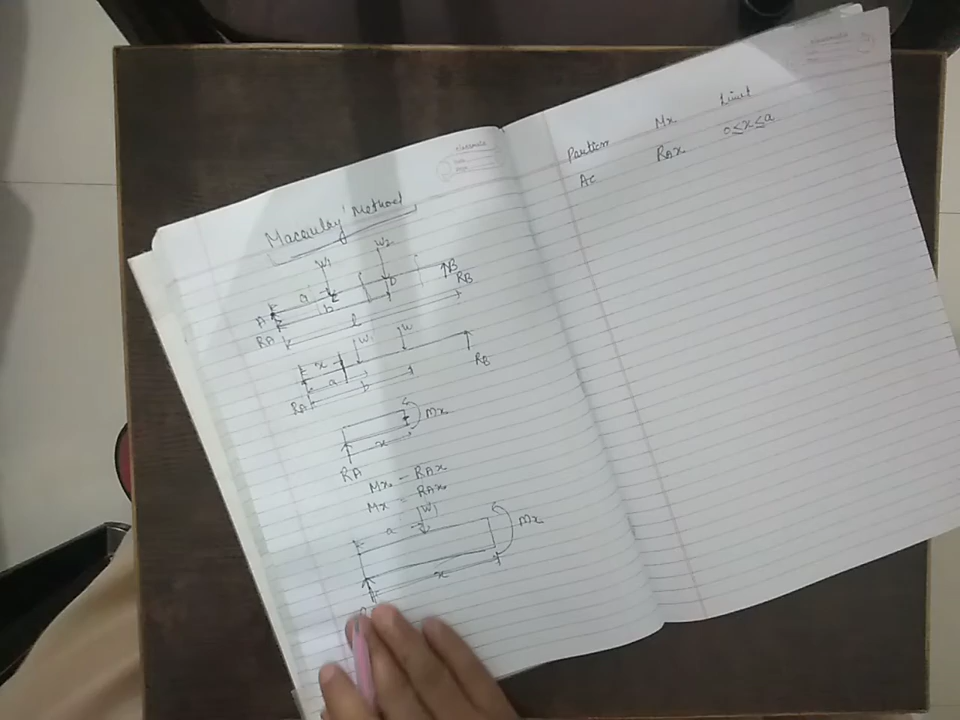 Macaulay' Method
W1
W2
a
C
D
B
A
b
RA
RB
l
x
W1
W
a
b
RA
RB
Mx
x
RA
Mx - RAx
Mx = RAx
W1
a
Mx
x
Portion Mx Limit
AC RAx 0≤x≤a